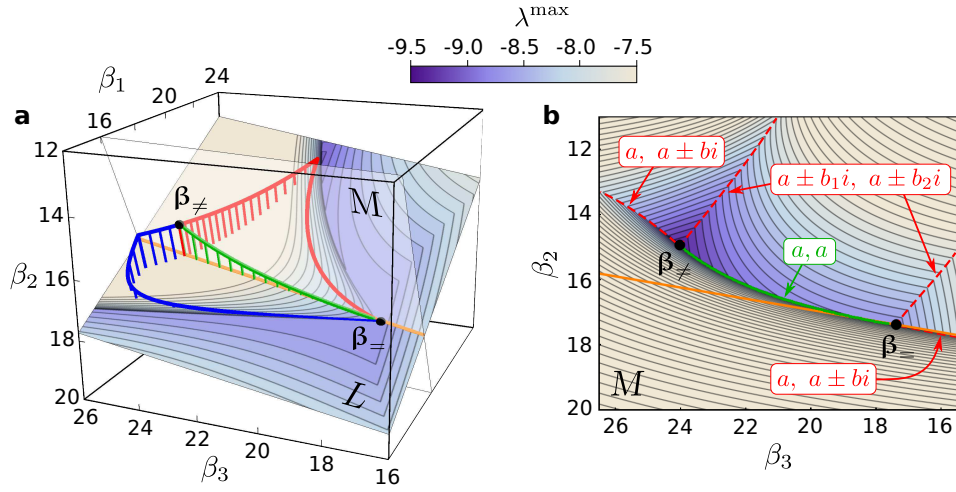 λ^max
-9.5 -9.0 -8.5 -8.0 -7.5
a
β₁
16 20 24
12
14
16
18
20
β₂
26 24 22 20 18 16
β₃
𝛃≠
𝛃=
M
L
b
12
14
16
18
20
β₂
26 24 22 20 18 16
β₃
a, a ± bi
a ± b₁i, a ± b₂i
a, a
𝛃≠
𝛃=
a, a ± bi
M